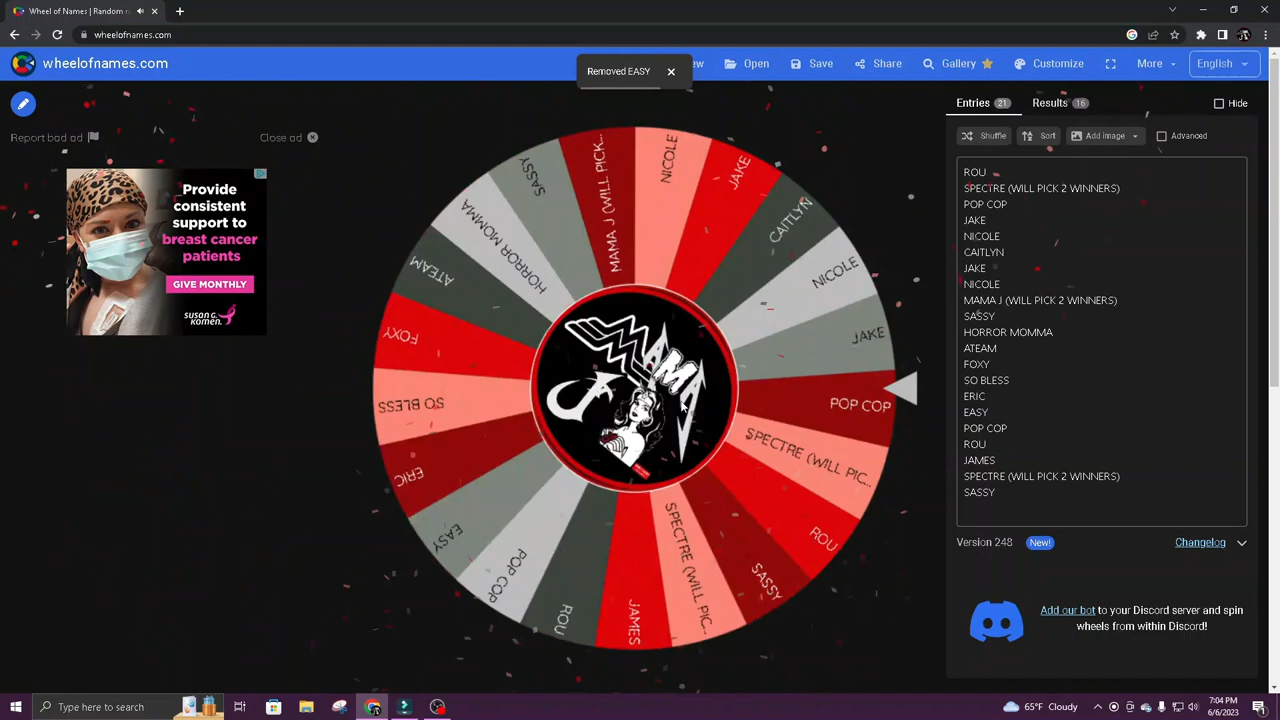 Wheel of Names | Random n
wheelofnames.com
wheelofnames.com
Removed EASY
Open
Save
Share
Gallery
Customize
More
English
Report bad ad
Close ad
Entries 21
Results 16
Hide
Shuffle
Sort
Add image
Advanced
Provide
consistent
support to
breast cancer
patients
GIVE MONTHLY
SUSAN G.
KOMEN.
ROU
SPECTRE (WILL PICK 2 WINNERS)
POP COP
JAKE
NICOLE
CAITLYN
JAKE
NICOLE
MAMA J (WILL PICK 2 WINNERS)
SASSY
HORROR MOMMA
ATEAM
FOXY
SO BLESS
ERIC
EASY
POP COP
ROU
JAMES
SPECTRE (WILL PICK 2 WINNERS)
SASSY
MAMA J (WILL PICK...
NICOLE
JAKE
CAITLYN
NICOLE
JAKE
POP COP
SPECTRE (WILL PIC...
ROU
SASSY
SPECTRE (WILL PIC...
JAMES
ROU
POP COP
EASY
ERIC
SO BLESS
FOXY
ATEAM
HORROR MOMMA
SASSY
MAMA
J
Version 248
New!
Changelog
Add our bot to your Discord server and spin
wheels from within Discord!
Type here to search
65°F Cloudy
7:04 PM
6/6/2023